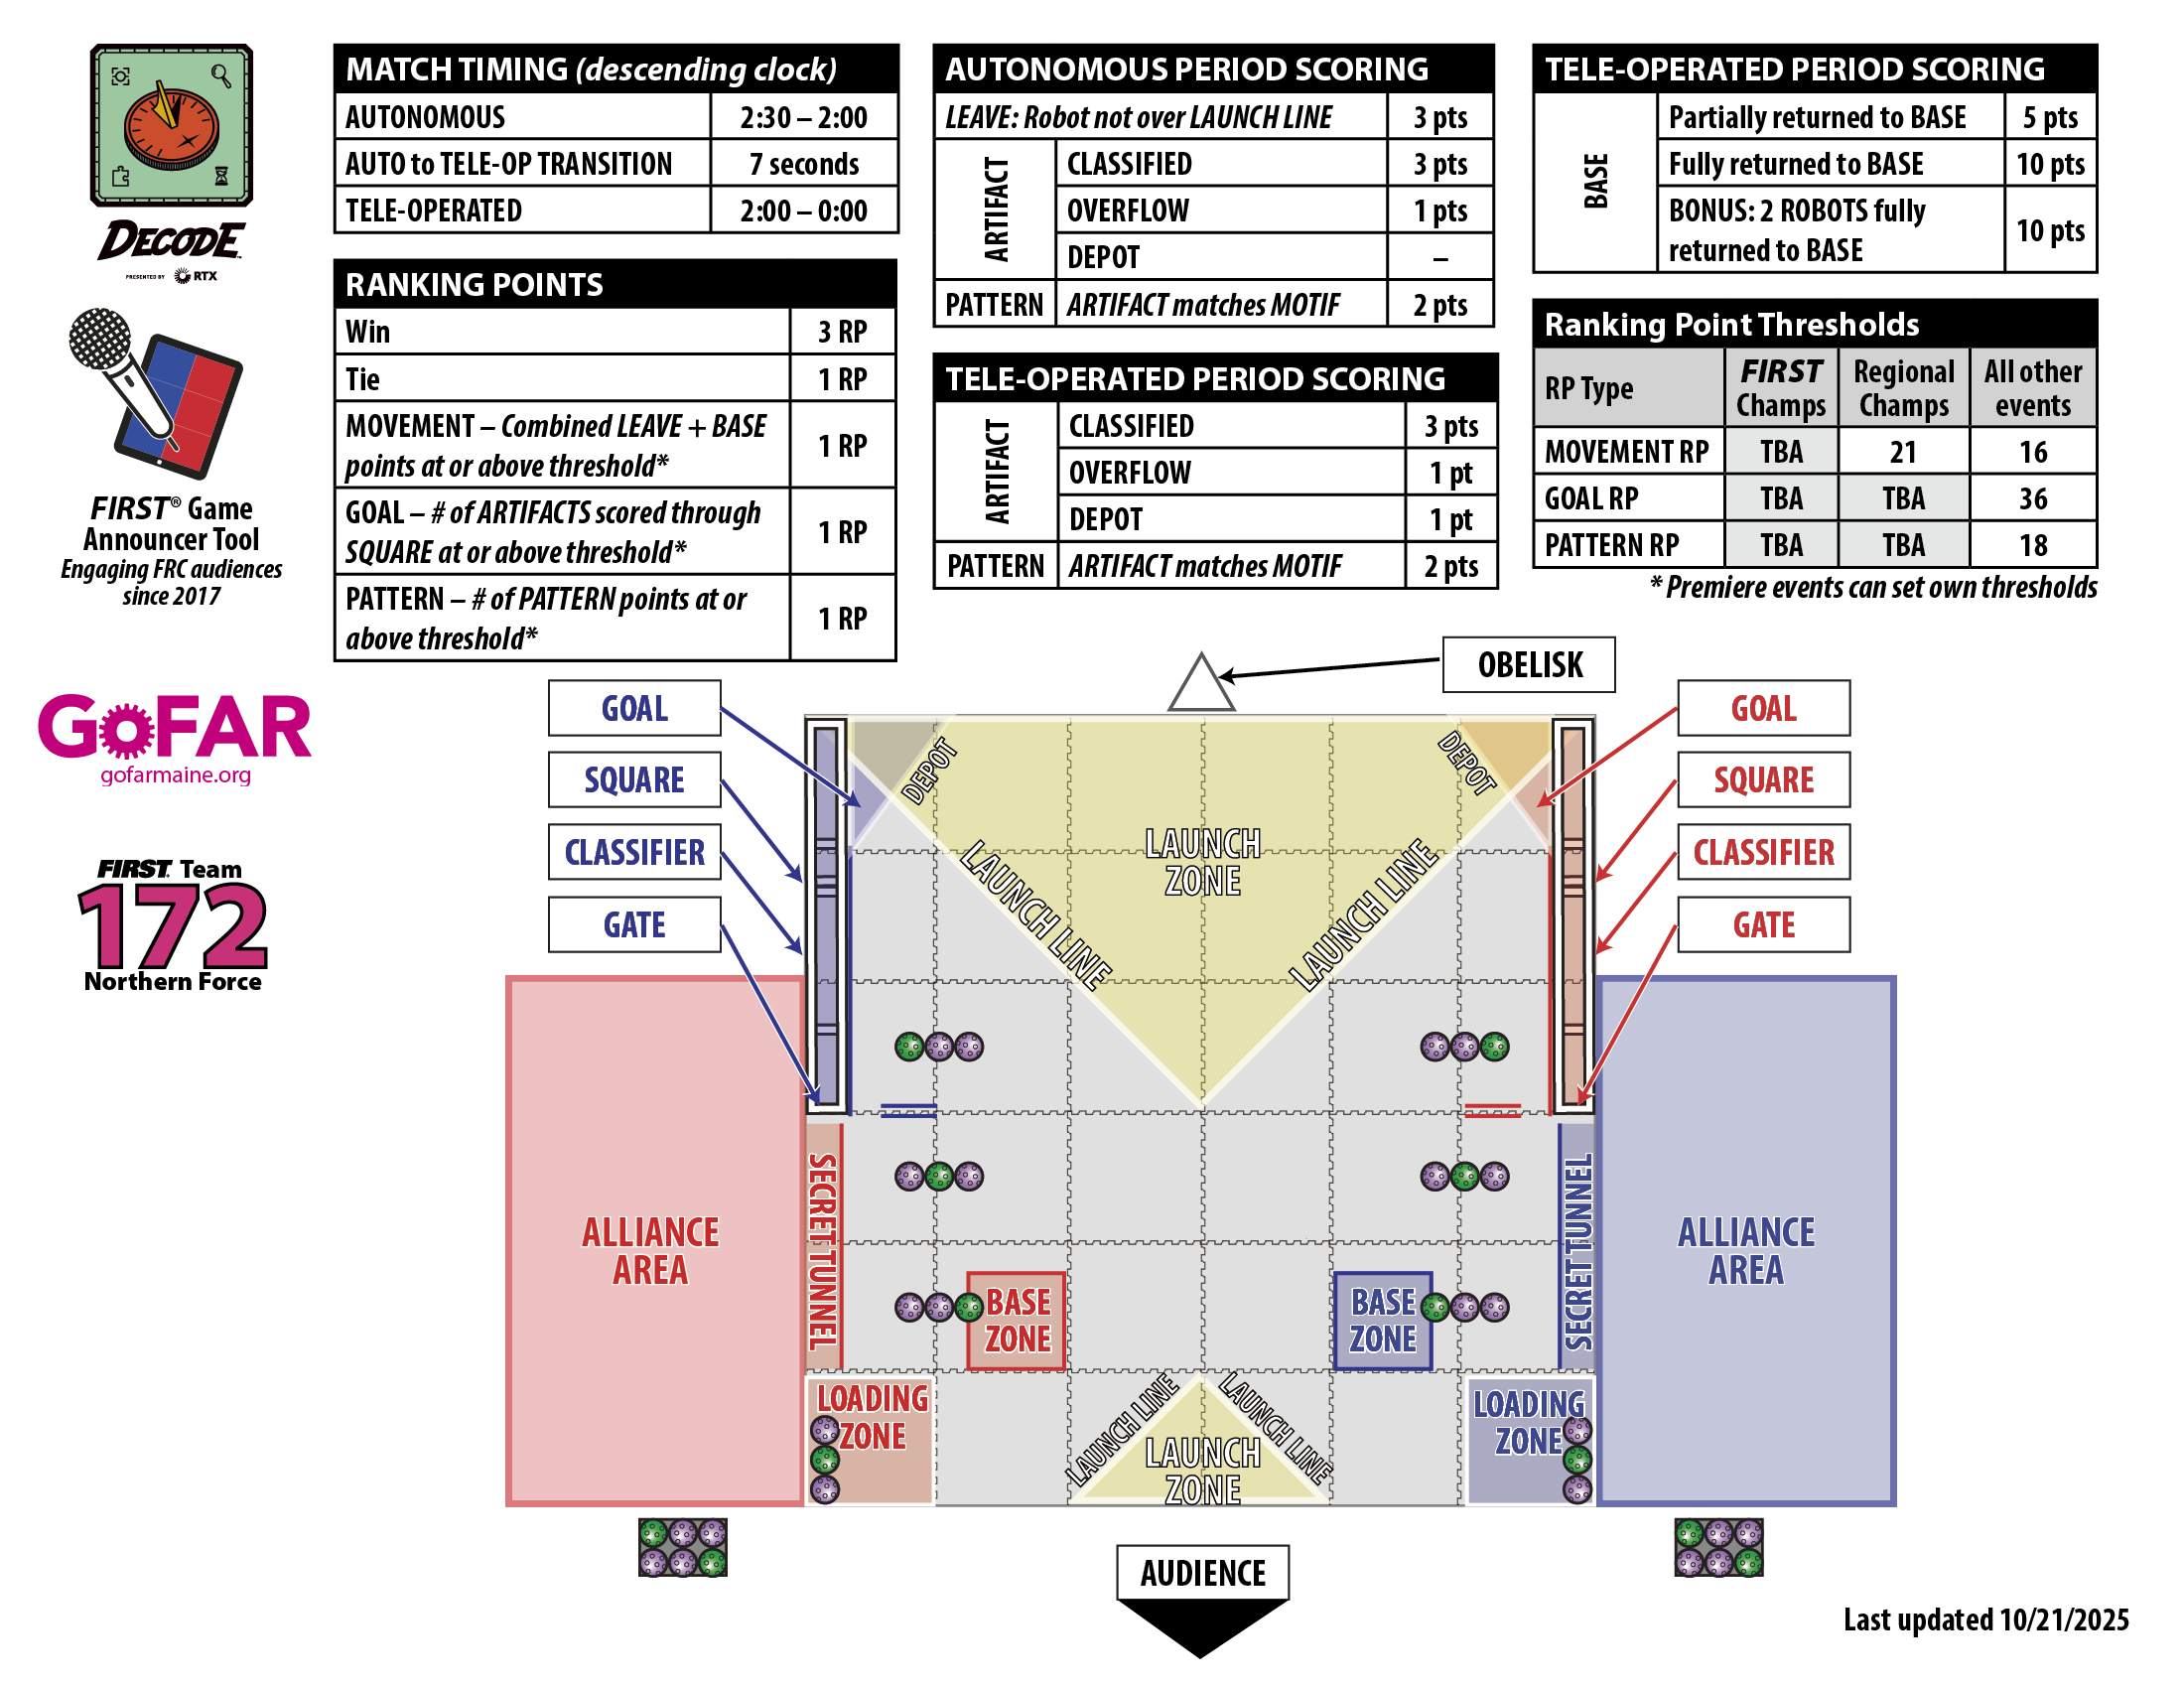 DECODE™
PRESENTED BY RTX
FIRST® Game
Announcer Tool
Engaging FRC audiences
since 2017
GoFAR
gofarmaine.org
FIRST® Team
172
Northern Force
MATCH TIMING (descending clock)
AUTONOMOUS 2:30 – 2:00
AUTO to TELE-OP TRANSITION 7 seconds
TELE-OPERATED 2:00 – 0:00
RANKING POINTS
Win 3 RP
Tie 1 RP
MOVEMENT – Combined LEAVE + BASE
points at or above threshold* 1 RP
GOAL – # of ARTIFACTS scored through
SQUARE at or above threshold* 1 RP
PATTERN – # of PATTERN points at or
above threshold* 1 RP
AUTONOMOUS PERIOD SCORING
LEAVE: Robot not over LAUNCH LINE 3 pts
ARTIFACT
CLASSIFIED 3 pts
OVERFLOW 1 pts
DEPOT –
PATTERN ARTIFACT matches MOTIF 2 pts
TELE-OPERATED PERIOD SCORING
ARTIFACT
CLASSIFIED 3 pts
OVERFLOW 1 pt
DEPOT 1 pt
PATTERN ARTIFACT matches MOTIF 2 pts
TELE-OPERATED PERIOD SCORING
BASE
Partially returned to BASE 5 pts
Fully returned to BASE 10 pts
BONUS: 2 ROBOTS fully
returned to BASE 10 pts
Ranking Point Thresholds
RP Type FIRST Champs Regional Champs All other events
MOVEMENT RP TBA 21 16
GOAL RP TBA TBA 36
PATTERN RP TBA TBA 18
* Premiere events can set own thresholds
OBELISK
GOAL
SQUARE
CLASSIFIER
GATE
GOAL
SQUARE
CLASSIFIER
GATE
DEPOT
DEPOT
LAUNCH
ZONE
LAUNCH LINE
LAUNCH LINE
ALLIANCE
AREA
SECRET TUNNEL
BASE
ZONE
BASE
ZONE
SECRET TUNNEL
ALLIANCE
AREA
LOADING
ZONE
LAUNCH LINE
LAUNCH LINE
LAUNCH
ZONE
LOADING
ZONE
AUDIENCE
Last updated 10/21/2025